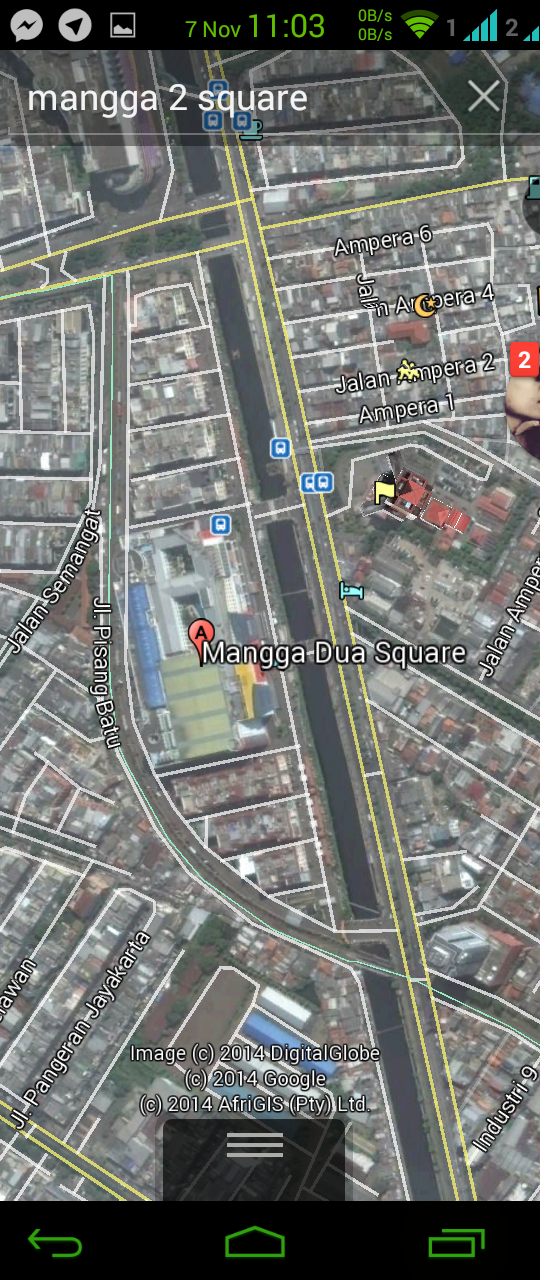 7 Nov 11:03
0B/s
0B/s
1
2
mangga 2 square
Ampera 6
Jal
n Ampera 4
2
Jalan Ampera 2
Ampera 1
Jalan Semangat
Jl. Pisang Batu
A
Mangga Dua Square
Jalan Amper
Jl. Pangeran Jayakarta
Image (c) 2014 DigitalGlobe
(c) 2014 Google
(c) 2014 AfriGIS (Pty) Ltd.
Industri 9